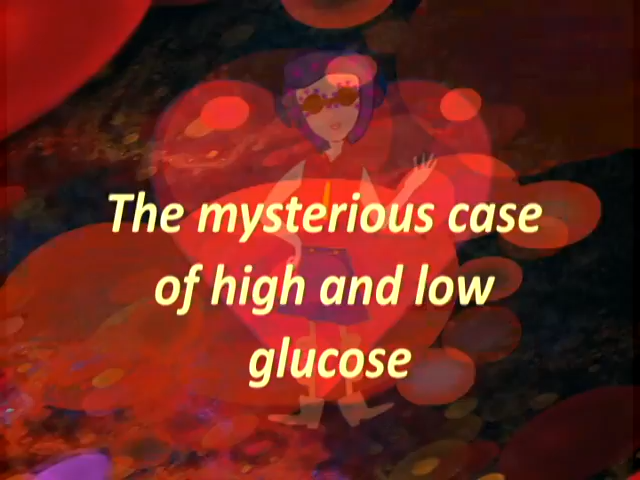 The mysterious case
of high and low
glucose